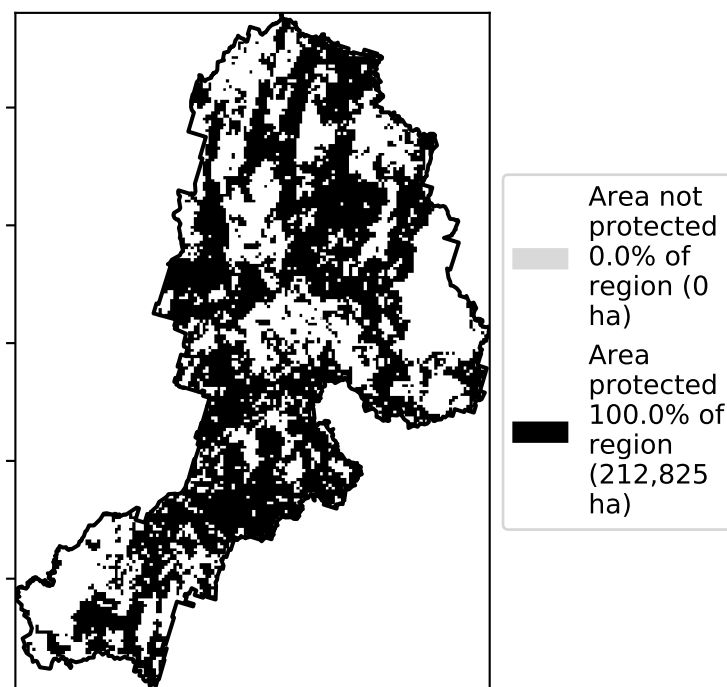 Area not
protected
0.0% of
region (0
ha)
Area
protected
100.0% of
region
(212,825
ha)